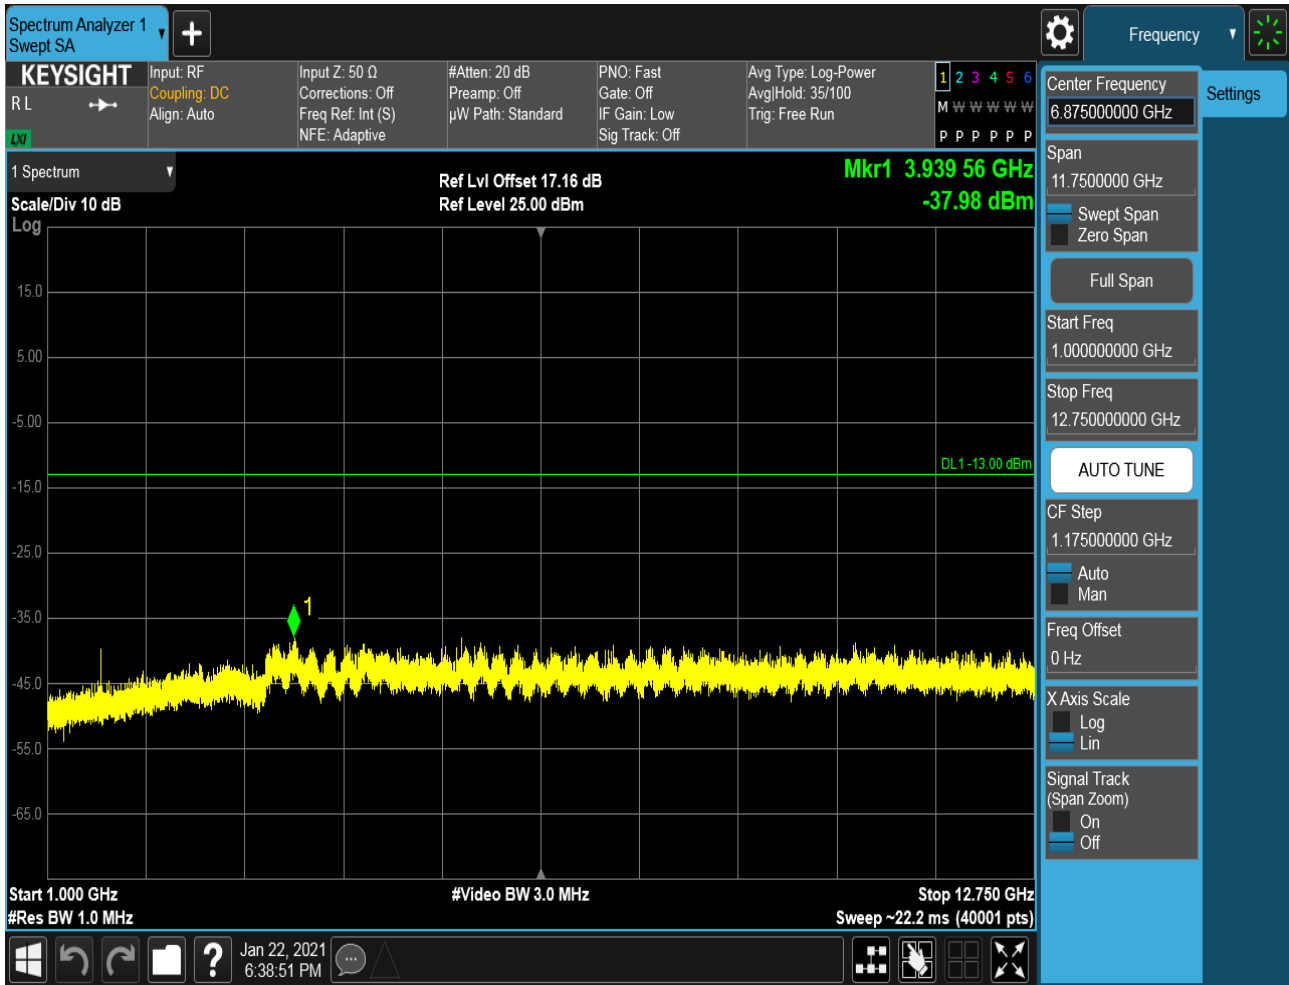 Spectrum Analyzer 1
Swept SA
Frequency
KEYSIGHT
R L
LXI
Input: RF
Coupling: DC
Align: Auto
Input Z: 50 Ω
Corrections: Off
Freq Ref: Int (S)
NFE: Adaptive
#Atten: 20 dB
Preamp: Off
µW Path: Standard
PNO: Fast
Gate: Off
IF Gain: Low
Sig Track: Off
Avg Type: Log-Power
Avg|Hold: 35/100
Trig: Free Run
1 2 3 4 5 6
M W W W W W
P P P P P P
1 Spectrum
Scale/Div 10 dB
Log
Ref Lvl Offset 17.16 dB
Ref Level 25.00 dBm
Mkr1 3.939 56 GHz
-37.98 dBm
15.0
5.00
-5.00
DL1 -13.00 dBm
-15.0
-25.0
1
-35.0
-45.0
-55.0
-65.0
Start 1.000 GHz
#Video BW 3.0 MHz
Stop 12.750 GHz
#Res BW 1.0 MHz
Sweep ~22.2 ms (40001 pts)
?
Jan 22, 2021
6:38:51 PM
Center Frequency
6.875000000 GHz
Settings
Span
11.7500000 GHz
Swept Span
Zero Span
Full Span
Start Freq
1.000000000 GHz
Stop Freq
12.750000000 GHz
AUTO TUNE
CF Step
1.175000000 GHz
Auto
Man
Freq Offset
0 Hz
X Axis Scale
Log
Lin
Signal Track
(Span Zoom)
On
Off